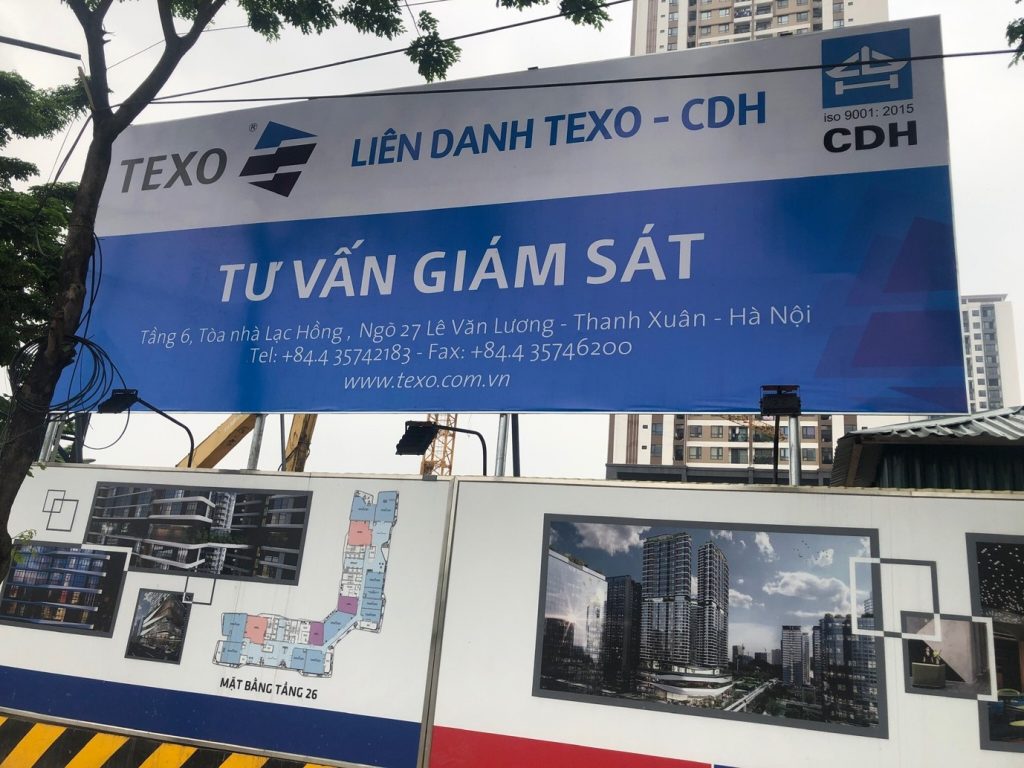 TEXO ®
LIÊN DANH TEXO - CDH
iso 9001: 2015
CDH
TƯ VẤN GIÁM SÁT
Tầng 6, Tòa nhà Lạc Hồng , Ngõ 27 Lê Văn Lương - Thanh Xuân - Hà Nội
Tel: +84.4 35742183 - Fax: +84.4 35746200
www.texo.com.vn
MẶT BẰNG TẦNG 26